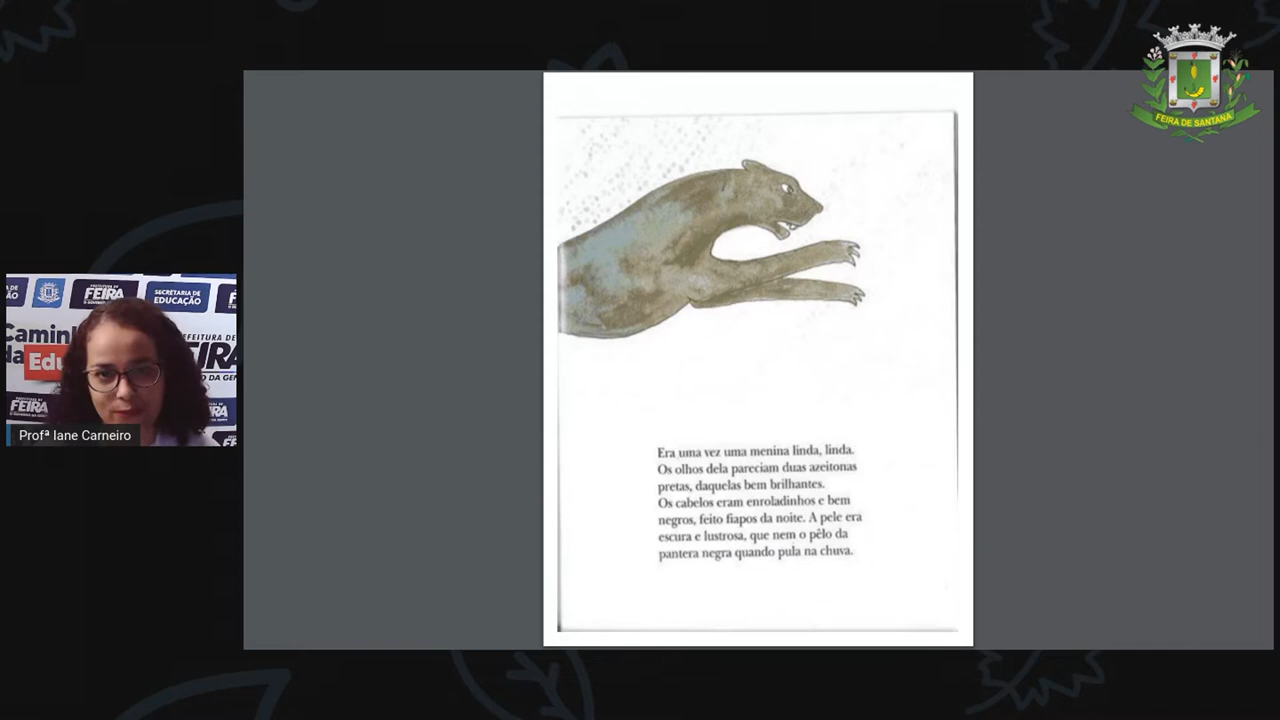 FEIRA DE SANTANA
PREFEITURA DE
FEIRA
SECRETARIA DE
EDUCAÇÃO
Profª Iane Carneiro
Era uma vez uma menina linda, linda.
Os olhos dela pareciam duas azeitonas
pretas, daquelas bem brilhantes.
Os cabelos eram enroladinhos e bem
negros, feito fiapos da noite. A pele era
escura e lustrosa, que nem o pêlo da
pantera negra quando pula na chuva.